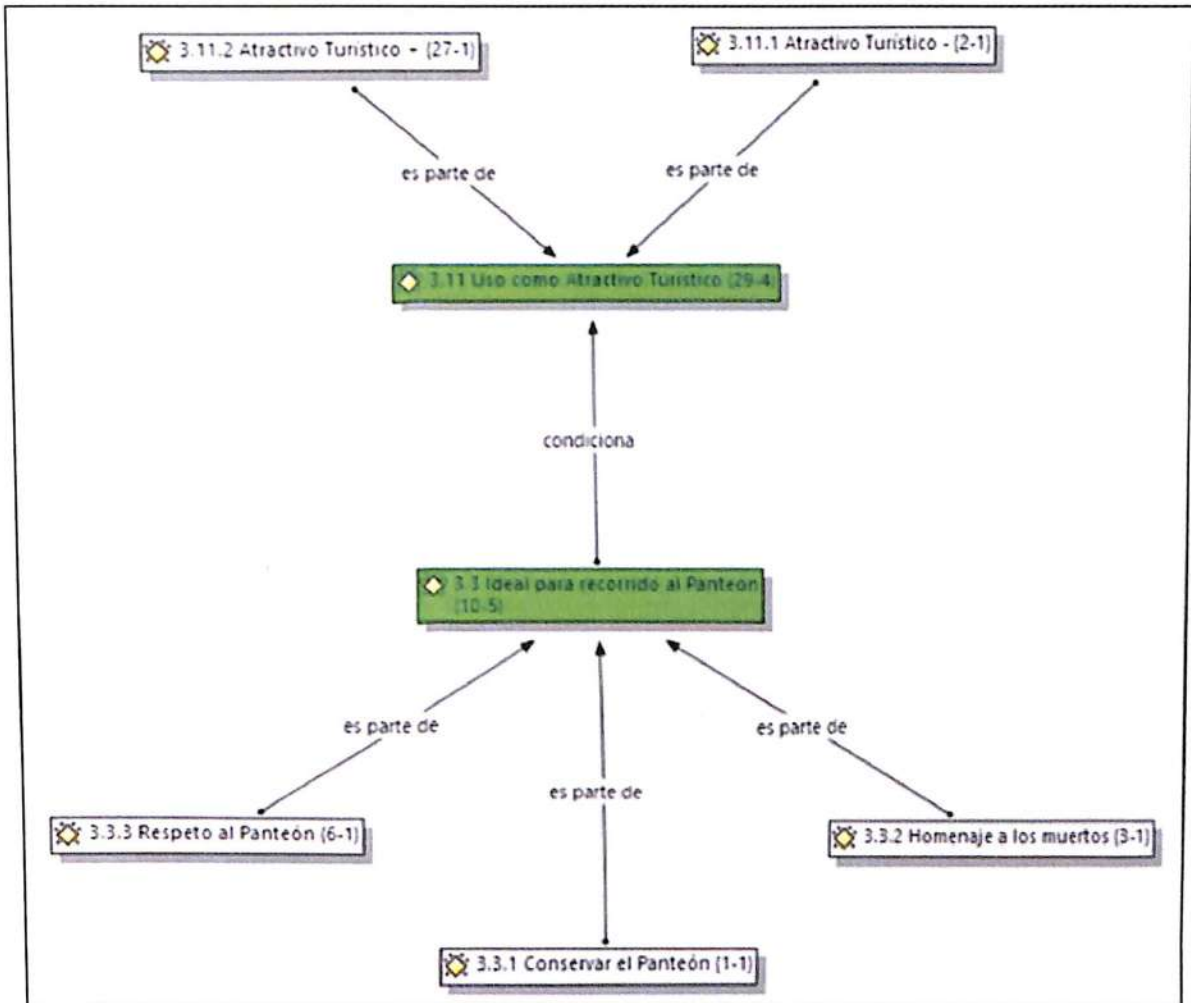 3.11.2 Atractivo Turístico + (27-1)
3.11.1 Atractivo Turístico - (2-1)
es parte de
es parte de
3.11 Uso como Atractivo Turístico (29-4
condiciona
3.3 Ideal para recorrido al Panteón
(10-5)
es parte de
es parte de
es parte de
3.3.3 Respeto al Panteón (6-1)
3.3.2 Homenaje a los muertos (3-1)
3.3.1 Conservar el Panteón (1-1)